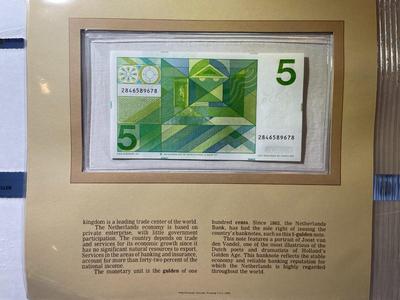 5
2846589678
5
2846589678
kingdom is a leading trade center of the world.
The Netherlands economy is based on
private enterprise, with little government
participation. The country depends on trade
and services for its economic growth since it
has no significant natural resources to export.
Services in the areas of banking and insurance,
account for more than forty-two percent of the
national income.
The monetary unit is the gulden of one
hundred cents. Since 1862, the Netherlands
Bank, has had the sole right of issuing the
country's banknotes, such as this 5 gulden note.
This note features a portrait of Joost van
den Vondel, one of the most illustrious of the
Dutch poets and dramatists of Holland's
Golden Age. This banknote reflects the stable
economy and reliable banking reputation for
which the Netherlands is highly regarded
throughout the world.